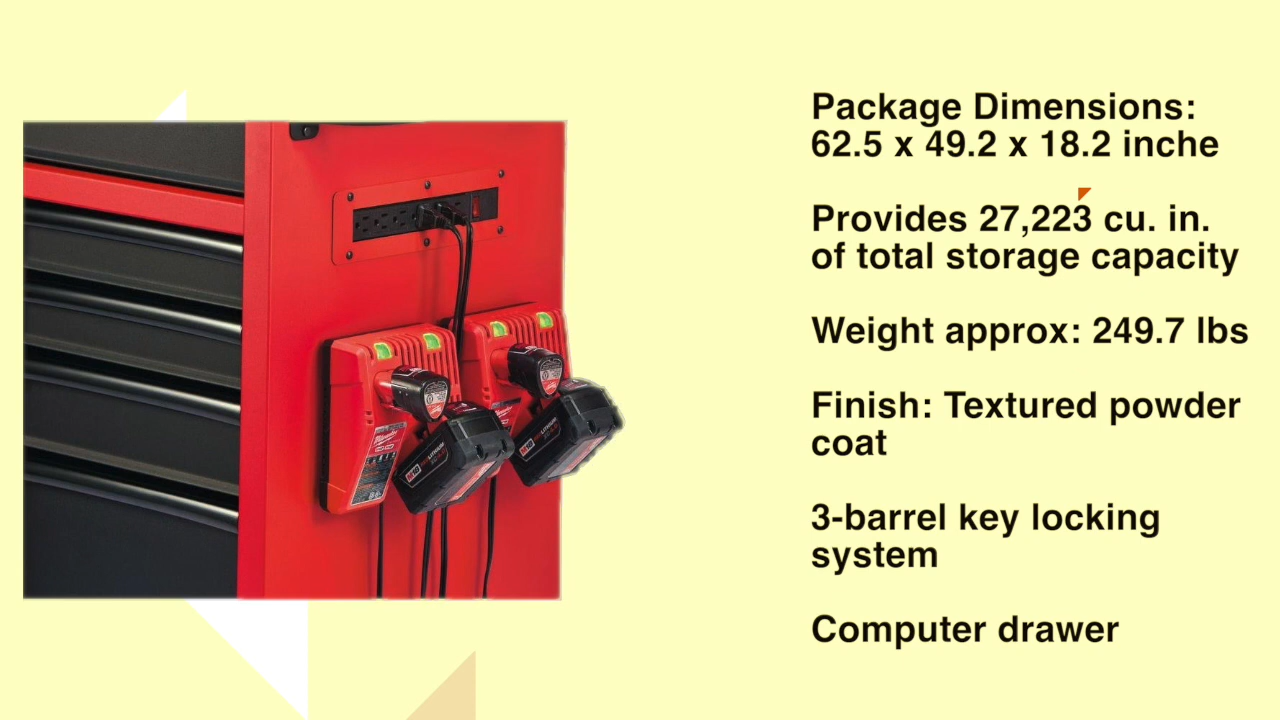 Package Dimensions:
62.5 x 49.2 x 18.2 inche
Provides 27,223 cu. in.
of total storage capacity
Weight approx: 249.7 lbs
Finish: Textured powder
coat
3-barrel key locking
system
Computer drawer
Milwaukee